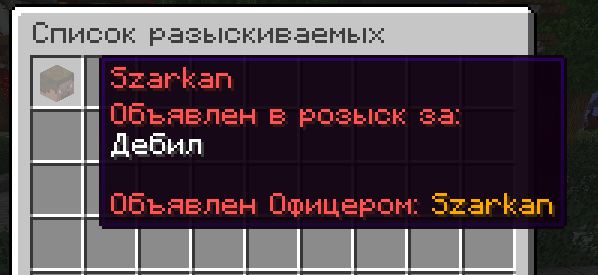 Список разыскиваемых
Szarkan
Объявлен в розыск за:
Дебил
Объявлен Офицером: Szarkan